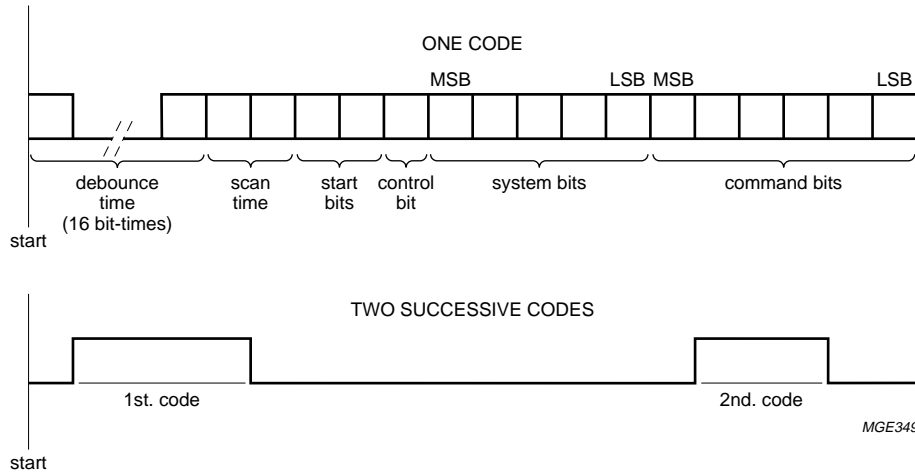 ONE CODE
MSB LSB MSB LSB
debounce scan start control system bits command bits
time time bits bit
(16 bit-times)
start
TWO SUCCESSIVE CODES
1st. code 2nd. code
MGE349
start